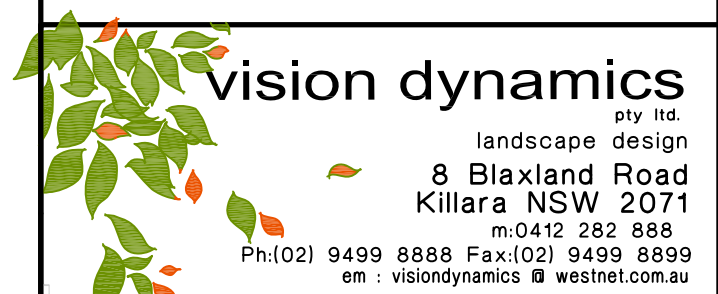 vision dynamics
pty ltd.
landscape design
8 Blaxland Road
Killara NSW 2071
m:0412 282 888
Ph:(02) 9499 8888 Fax:(02) 9499 8899
em : visiondynamics @ westnet.com.au